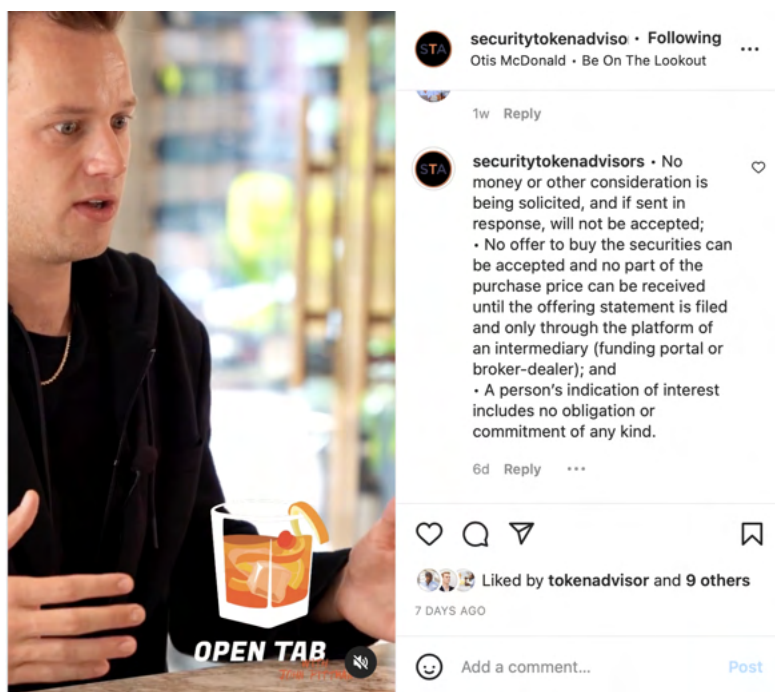 securitytokenadviso • Following
•••
Otis McDonald • Be On The Lookout
1w Reply
STA
securitytokenadvisors • No
money or other consideration is
being solicited, and if sent in
response, will not be accepted;
• No offer to buy the securities can
be accepted and no part of the
purchase price can be received
until the offering statement is filed
and only through the platform of
an intermediary (funding portal or
broker-dealer); and
• A person’s indication of interest
includes no obligation or
commitment of any kind.
6d Reply •••
Liked by tokenadvisor and 9 others
7 DAYS AGO
Add a comment...
Post
STA
OPEN TAB